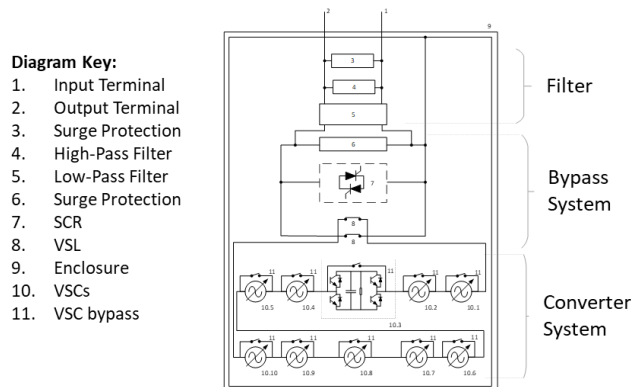 2
1
9
Diagram Key:
1. Input Terminal
2. Output Terminal
3. Surge Protection
4. High-Pass Filter
5. Low-Pass Filter
6. Surge Protection
7. SCR
8. VSL
9. Enclosure
10. VSCs
11. VSC bypass
3
4
5
6
7
8
8
11
11
11
11
11
10.5
10.4
10.2
10.1
10.3
11
11
11
11
11
10.10
10.9
10.8
10.7
10.6
Filter
Bypass
System
Converter
System